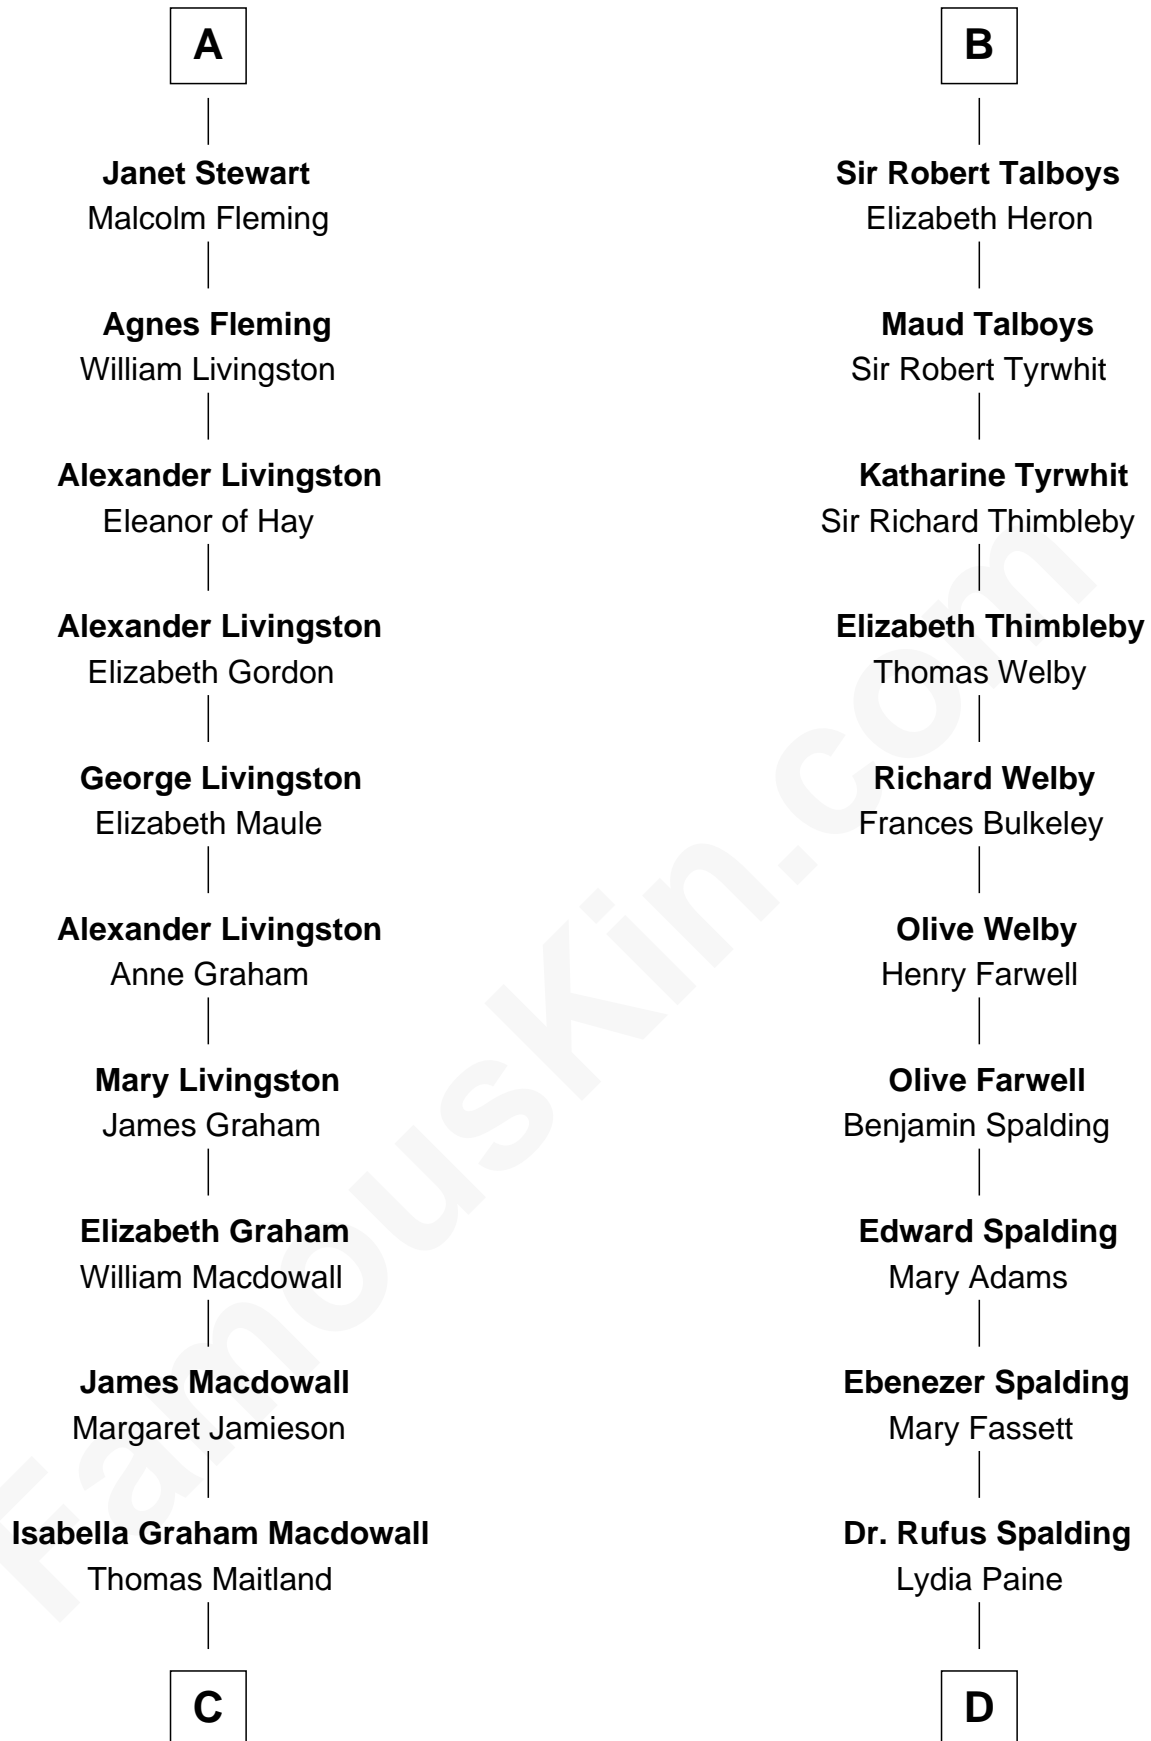 A
Janet Stewart
Malcolm Fleming
Agnes Fleming
William Livingston
Alexander Livingston
Eleanor of Hay
Alexander Livingston
Elizabeth Gordon
George Livingston
Elizabeth Maule
Alexander Livingston
Anne Graham
Mary Livingston
James Graham
Elizabeth Graham
William Macdowall
James Macdowall
Margaret Jamieson
Isabella Graham Macdowall
Thomas Maitland
C
B
Sir Robert Talboys
Elizabeth Heron
Maud Talboys
Sir Robert Tyrwhit
Katharine Tyrwhit
Sir Richard Thimbleby
Elizabeth Thimbleby
Thomas Welby
Richard Welby
Frances Bulkeley
Olive Welby
Henry Farwell
Olive Farwell
Benjamin Spalding
Edward Spalding
Mary Adams
Ebenezer Spalding
Mary Fassett
Dr. Rufus Spalding
Lydia Paine
D
FamousKin.com